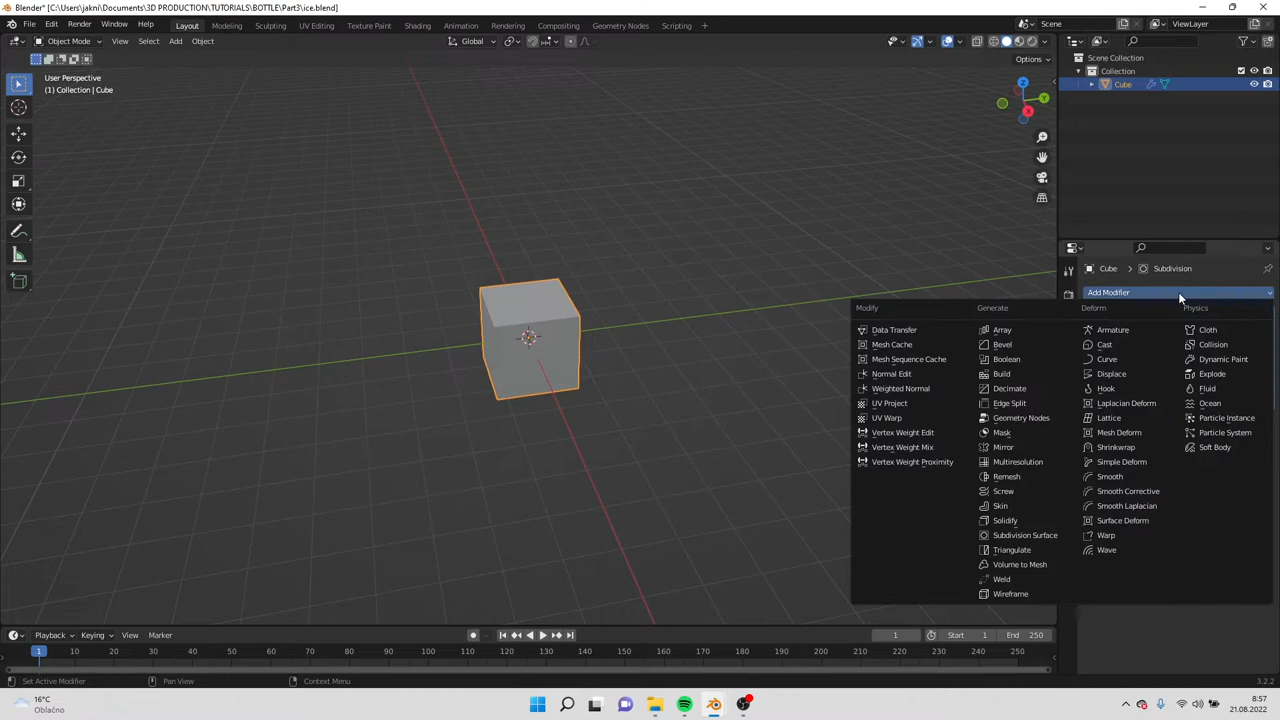 Blender* [C:\Users\jakni\Documents\3D PRODUCTION\TUTORIALS\BOTTLE\Part3\ice.blend]
File Edit Render Window Help Layout Modeling Sculpting UV Editing Texture Paint Shading Animation Rendering Compositing Geometry Nodes Scripting + Scene ViewLayer
Object Mode View Select Add Object Global
Options
User Perspective
(1) Collection | Cube
Z
Y
X
Scene Collection
Collection
Cube
Cube > Subdivision
Add Modifier
Modify Generate Deform Physics
Data Transfer Array Armature Cloth
Mesh Cache Bevel Cast Collision
Mesh Sequence Cache Boolean Curve Dynamic Paint
Normal Edit Build Displace Explode
Weighted Normal Decimate Hook Fluid
UV Project Edge Split Laplacian Deform Ocean
UV Warp Geometry Nodes Lattice Particle Instance
Vertex Weight Edit Mask Mesh Deform Particle System
Vertex Weight Mix Mirror Shrinkwrap Soft Body
Vertex Weight Proximity Multiresolution Simple Deform
Remesh Smooth
Screw Smooth Corrective
Skin Smooth Laplacian
Solidify Surface Deform
Subdivision Surface Warp
Triangulate Wave
Volume to Mesh
Weld
Wireframe
Playback Keying View Marker 1 Start 1 End 250
1 10 20 30 40 50 60 70 80 90 100 110 120 130 140 150 160 170 180 190 200 210 220 230 240 250
Set Active Modifier Pan View Context Menu 3.2.2
16°C
Oblačno
8:57
21.08.2022